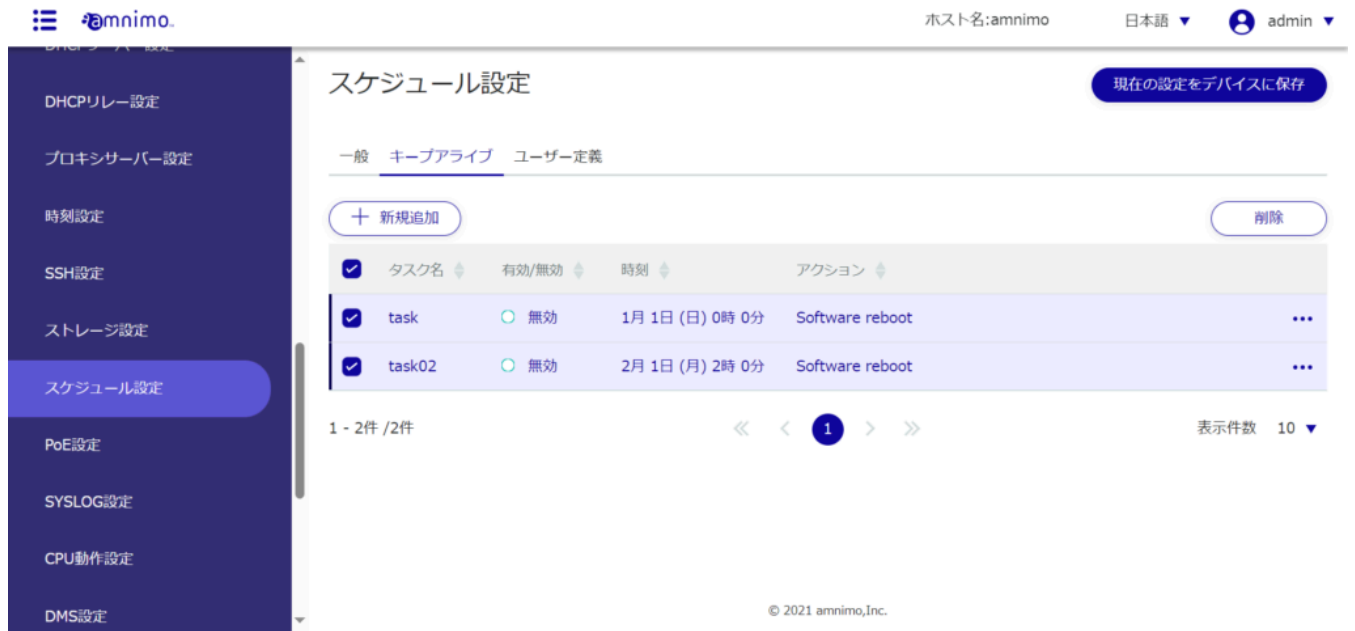 amnimo
ホスト名:amnimo 日本語 ▼ admin ▼
DHCPリレー設定
プロキシサーバー設定
時刻設定
SSH設定
ストレージ設定
スケジュール設定
PoE設定
SYSLOG設定
CPU動作設定
DMS設定
スケジュール設定
現在の設定をデバイスに保存
一般 キープアライブ ユーザー定義
新規追加
削除
タスク名 有効/無効 時刻 アクション
task 無効 1月 1日 (日) 0時 0分 Software reboot
task02 無効 2月 1日 (月) 2時 0分 Software reboot
1 - 2件 /2件 1 表示件数 10 ▼
© 2021 amnimo,Inc.